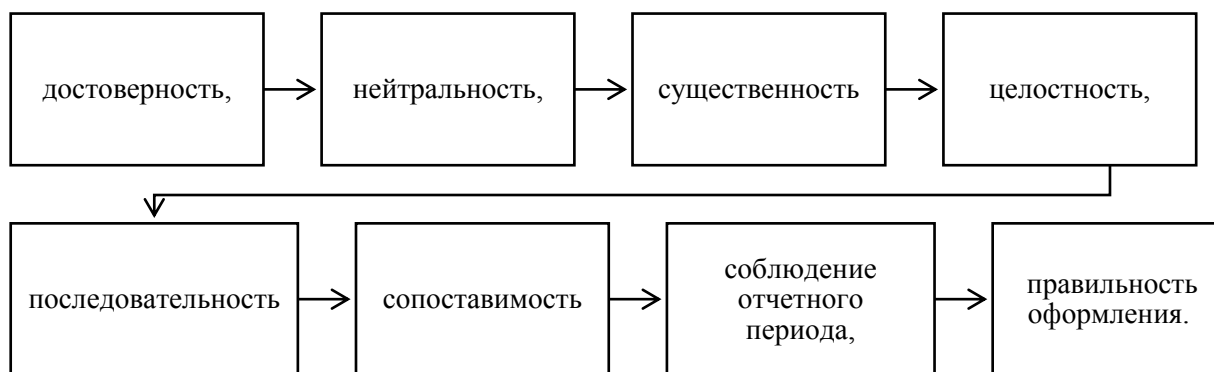 достоверность,
нейтральность,
существенность
целостность,
последовательность
сопоставимость
соблюдение
отчетного
периода,
правильность
оформления.